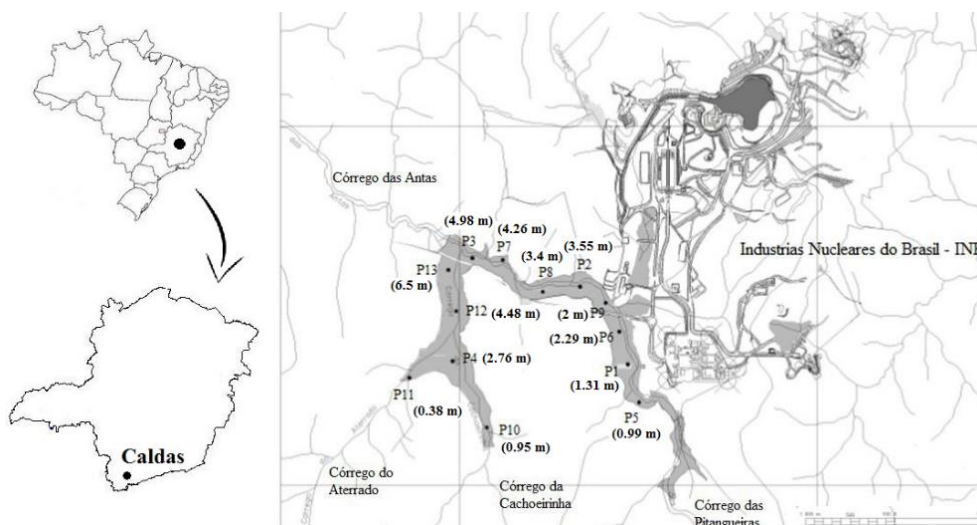 Córrego das Antas
(4.98 m)
(4.26 m)
P3
P7
(3.4 m)
(3.55 m)
Industrias Nucleares do Brasil - IN
P13
P8
P2
(6.5 m)
P12
(4.48 m)
(2 m)
P9
(2.29 m)
P6
P4
(2.76 m)
P1
P11
(1.31 m)
(0.38 m)
P5
P10
(0.99 m)
(0.95 m)
Caldas
Córrego do
Aterrado
Córrego da
Cachoeirinha
Córrego das
Pitangueiras